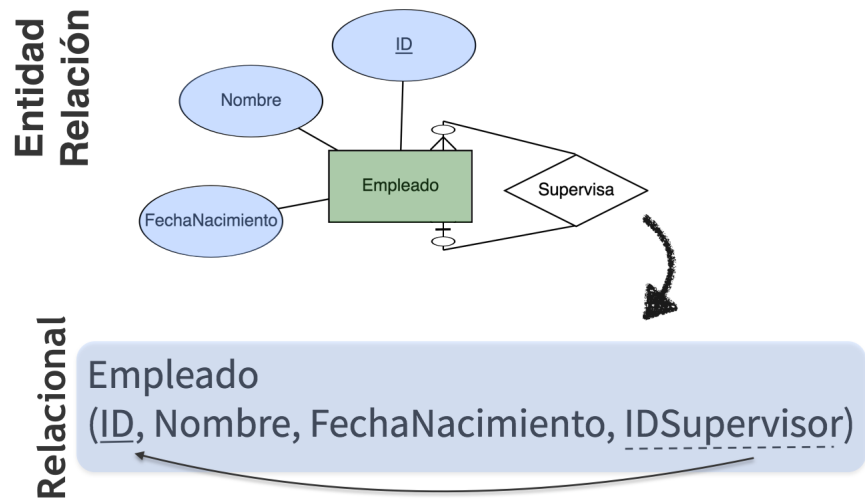 Entidad
Relación
ID
Nombre
Empleado
Supervisa
FechaNacimiento
Relacional
Empleado
(ID, Nombre, FechaNacimiento, IDSupervisor)